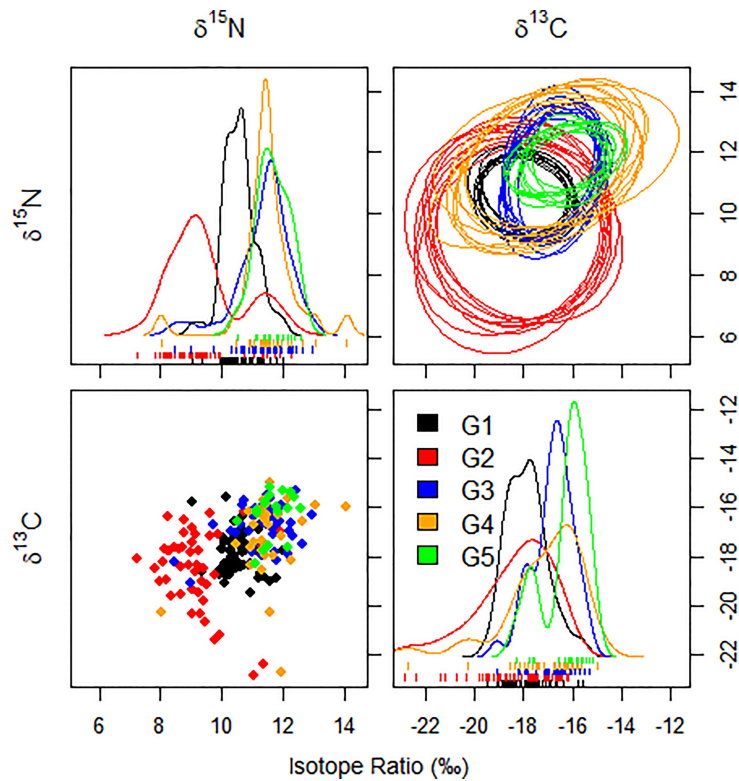 δ15N δ13C
δ15N
14
12
10
8
6
δ13C
G1
G2
G3
G4
G5
-12
-14
-16
-18
-20
-22
6 8 10 12 14 -22 -20 -18 -16 -14 -12
Isotope Ratio (‰)